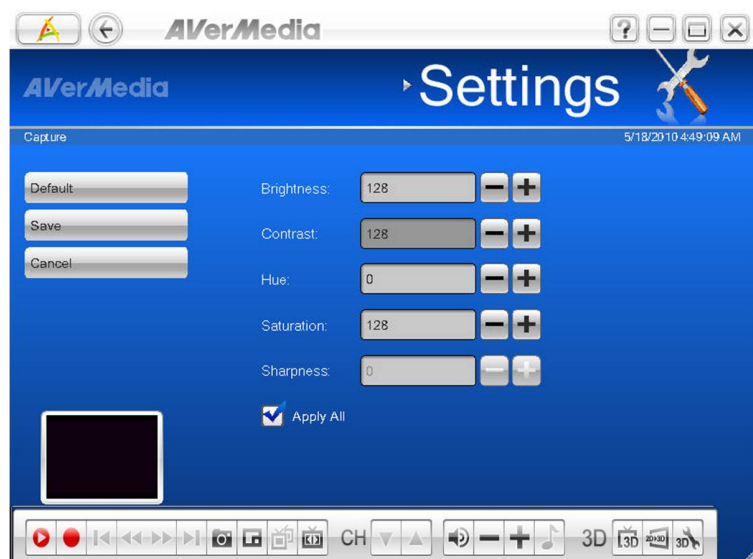 AVerMedia
?
AVerMedia
Settings
Capture
5/18/2010 4:49:09 AM
Default
Save
Cancel
Brightness: 128
Contrast: 128
Hue: 0
Saturation: 128
Sharpness: 0
Apply All
CH
3D
L3D
2D>3D
3D